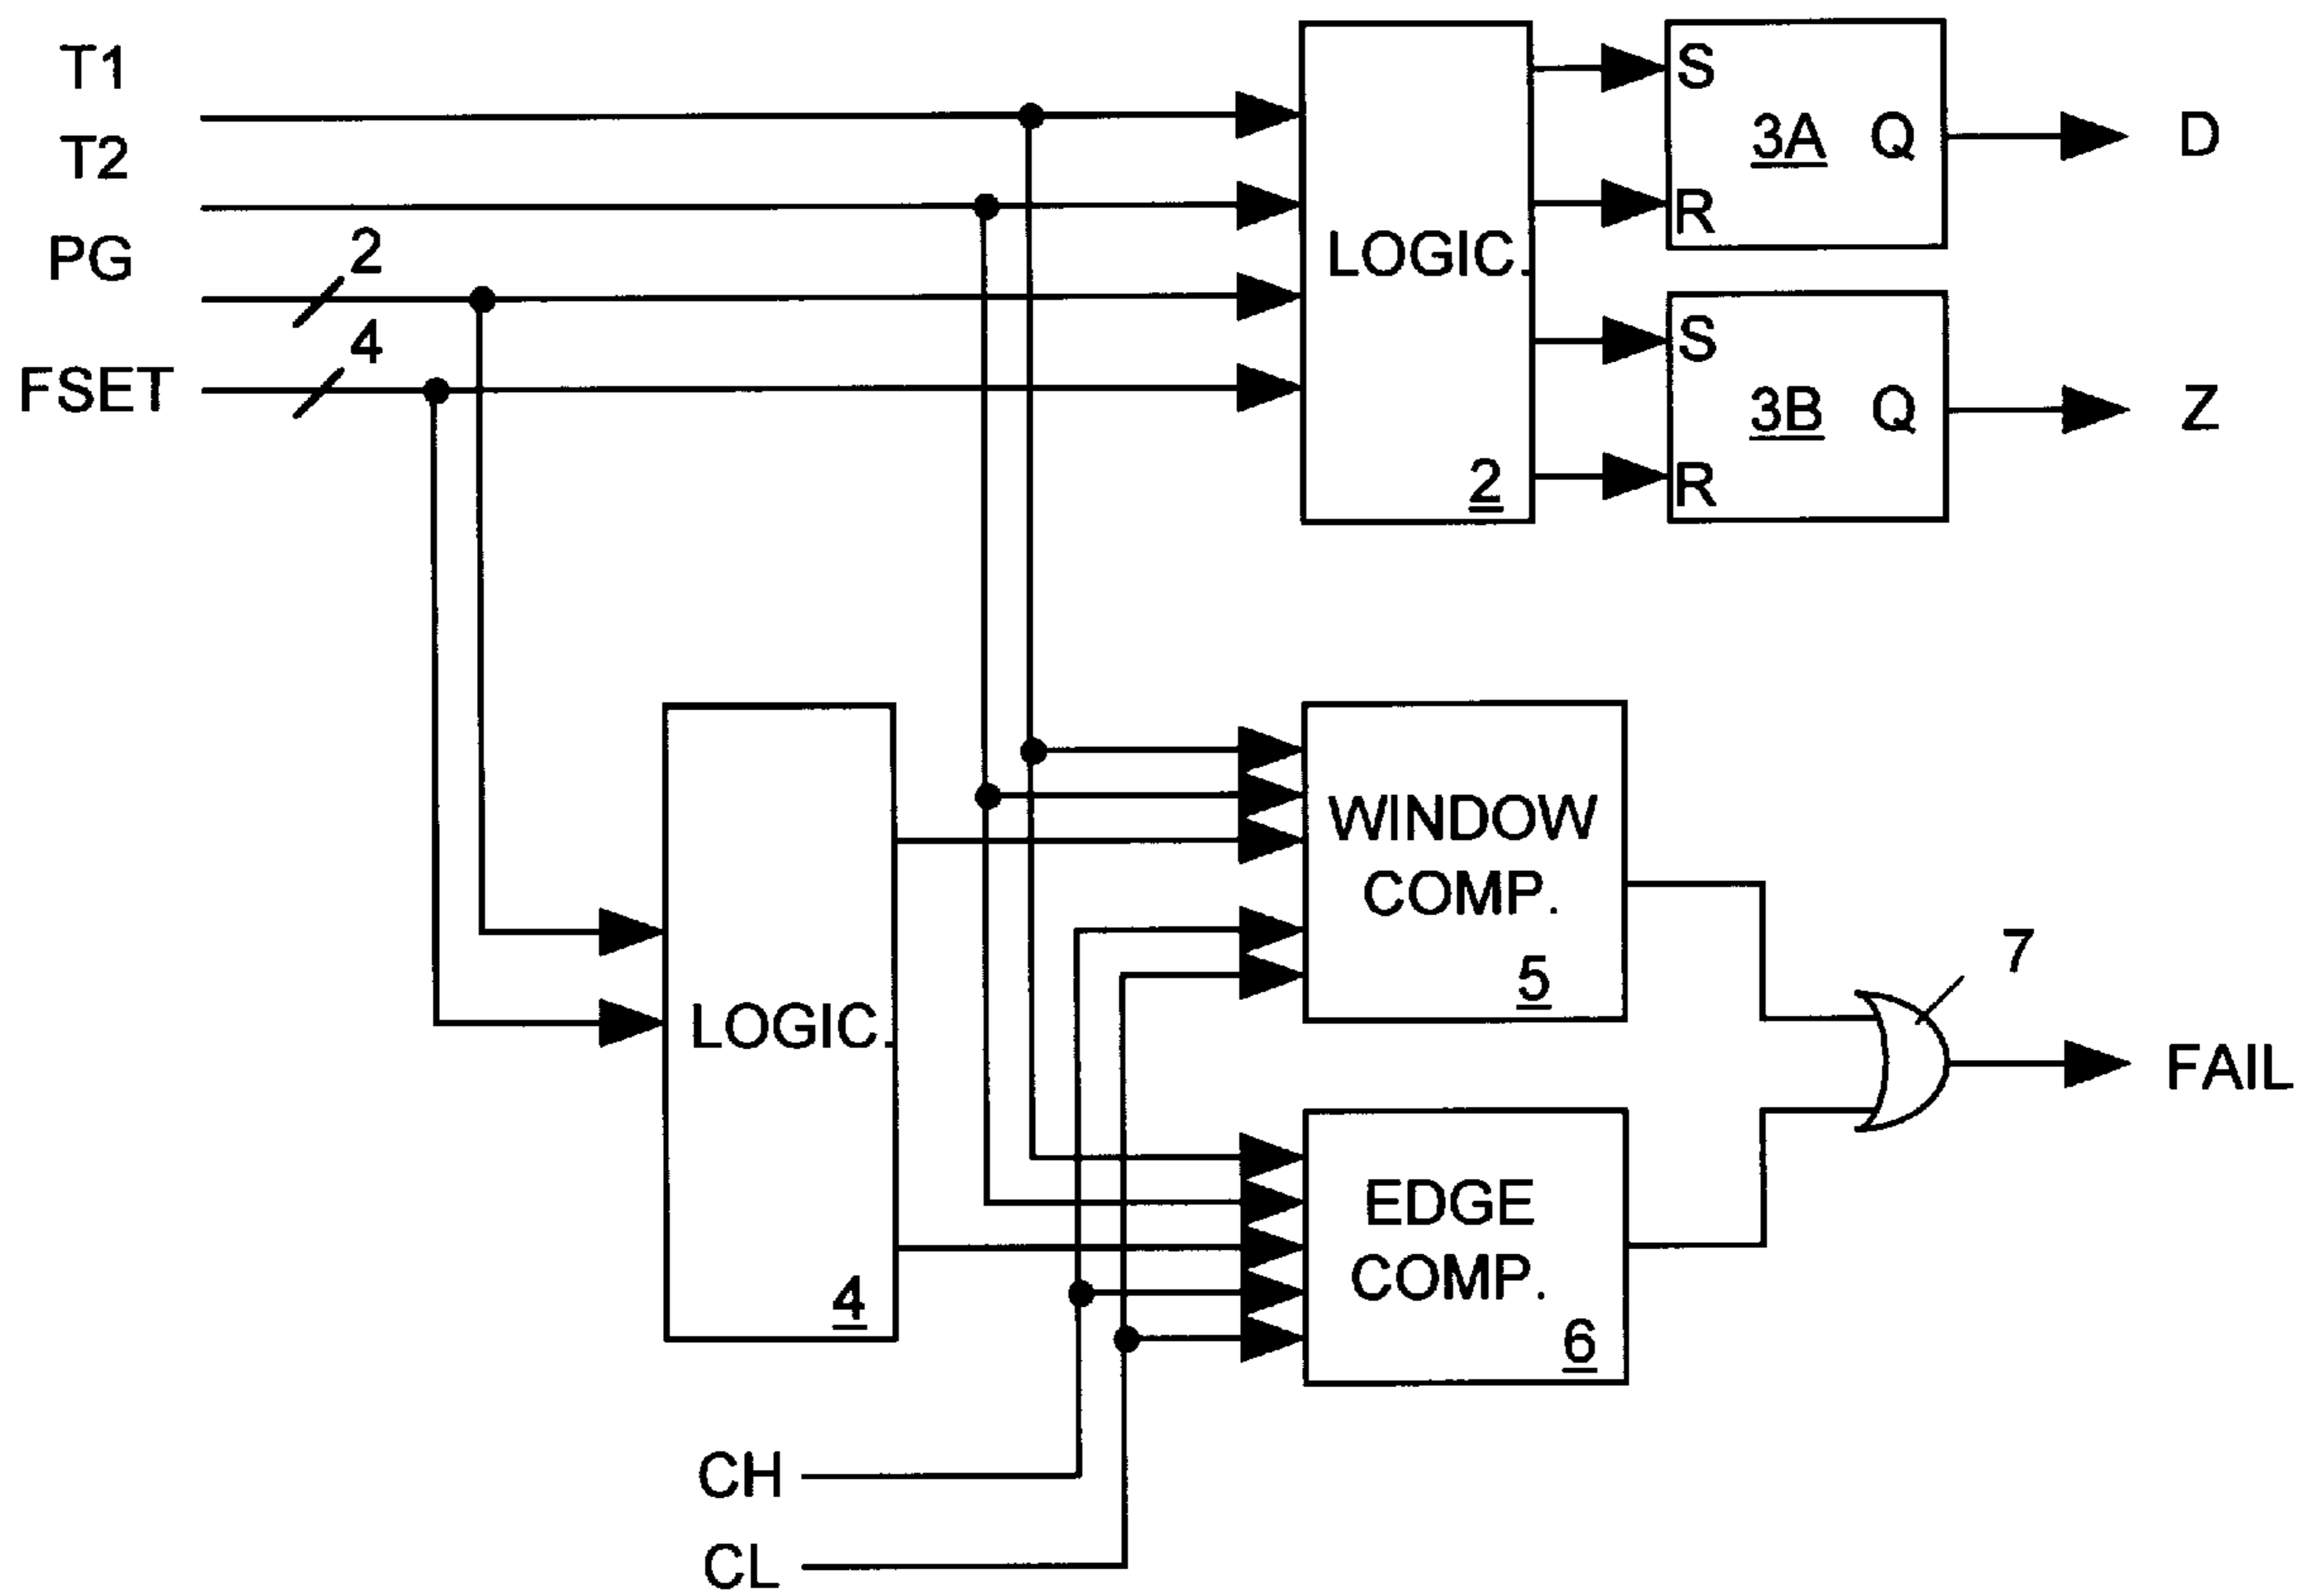 T1
T2
PG
2
4
FSET
LOGIC.
2
S
3A
Q
R
D
S
3B
Q
R
Z
LOGIC.
4
WINDOW
COMP.
5
7
FAIL
EDGE
COMP.
6
CH
CL